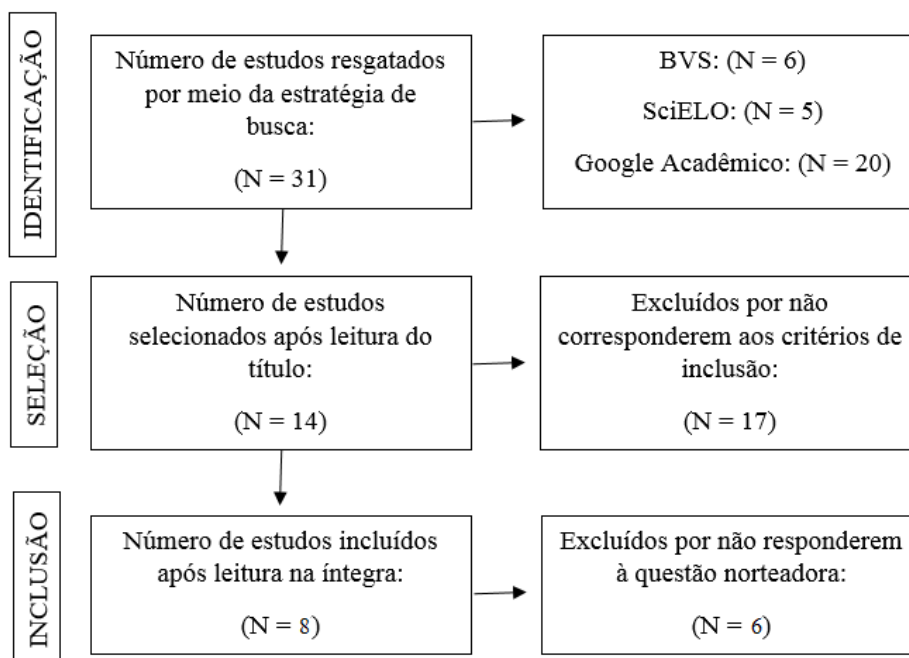 IDENTIFICAÇÃO
Número de estudos resgatados
por meio da estratégia de
busca:
(N = 31)
BVS: (N = 6)
SciELO: (N = 5)
Google Acadêmico: (N = 20)
SELEÇÃO
Número de estudos
selecionados após leitura do
título:
(N = 14)
Excluídos por não
corresponderem aos critérios de
inclusão:
(N = 17)
INCLUSÃO
Número de estudos incluídos
após leitura na íntegra:
(N = 8)
Excluídos por não responderem
à questão norteadora:
(N = 6)